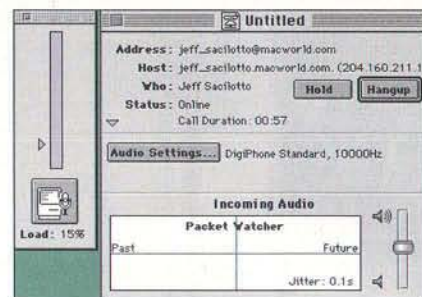 Untitled
Address: jeff_sacilotto@macworld.com
Host: jeff_sacilotto.macworld.com. (204.160.211.1
Who: Jeff Sacilotto
Hold
Hangup
Status: Online
Call Duration: 00:57
Audio Settings... DigiPhone Standard, 10000Hz
Load: 15%
Incoming Audio
Packet Watcher
Past
Future
Jitter: 0.1s